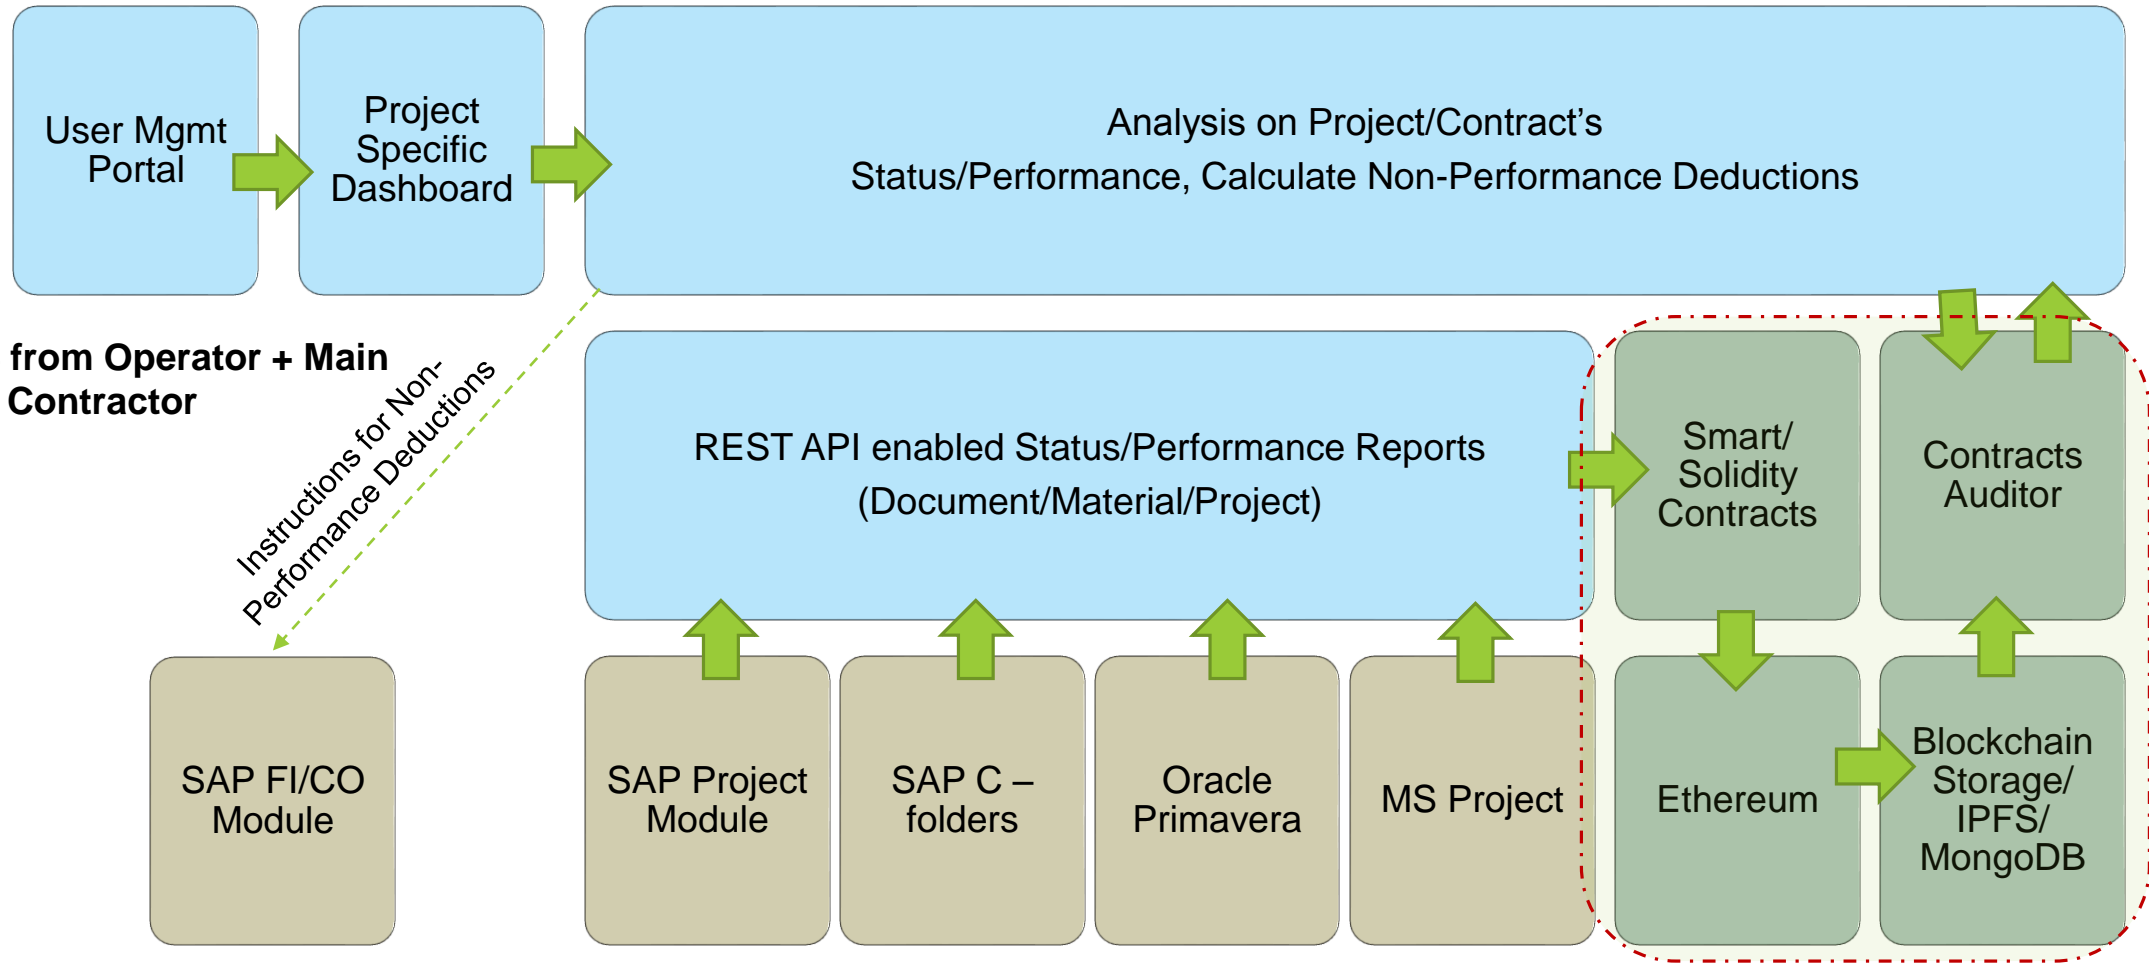 User Mgmt
Portal
Project
Specific
Dashboard
Analysis on Project/Contract’s
Status/Performance, Calculate Non-Performance Deductions
from Operator + Main
Contractor
Instructions for Non-
Performance Deductions
REST API enabled Status/Performance Reports
(Document/Material/Project)
Smart/
Solidity
Contracts
Contracts
Auditor
SAP FI/CO
Module
SAP Project
Module
SAP C –
folders
Oracle
Primavera
MS Project
Ethereum
Blockchain
Storage/
IPFS/
MongoDB